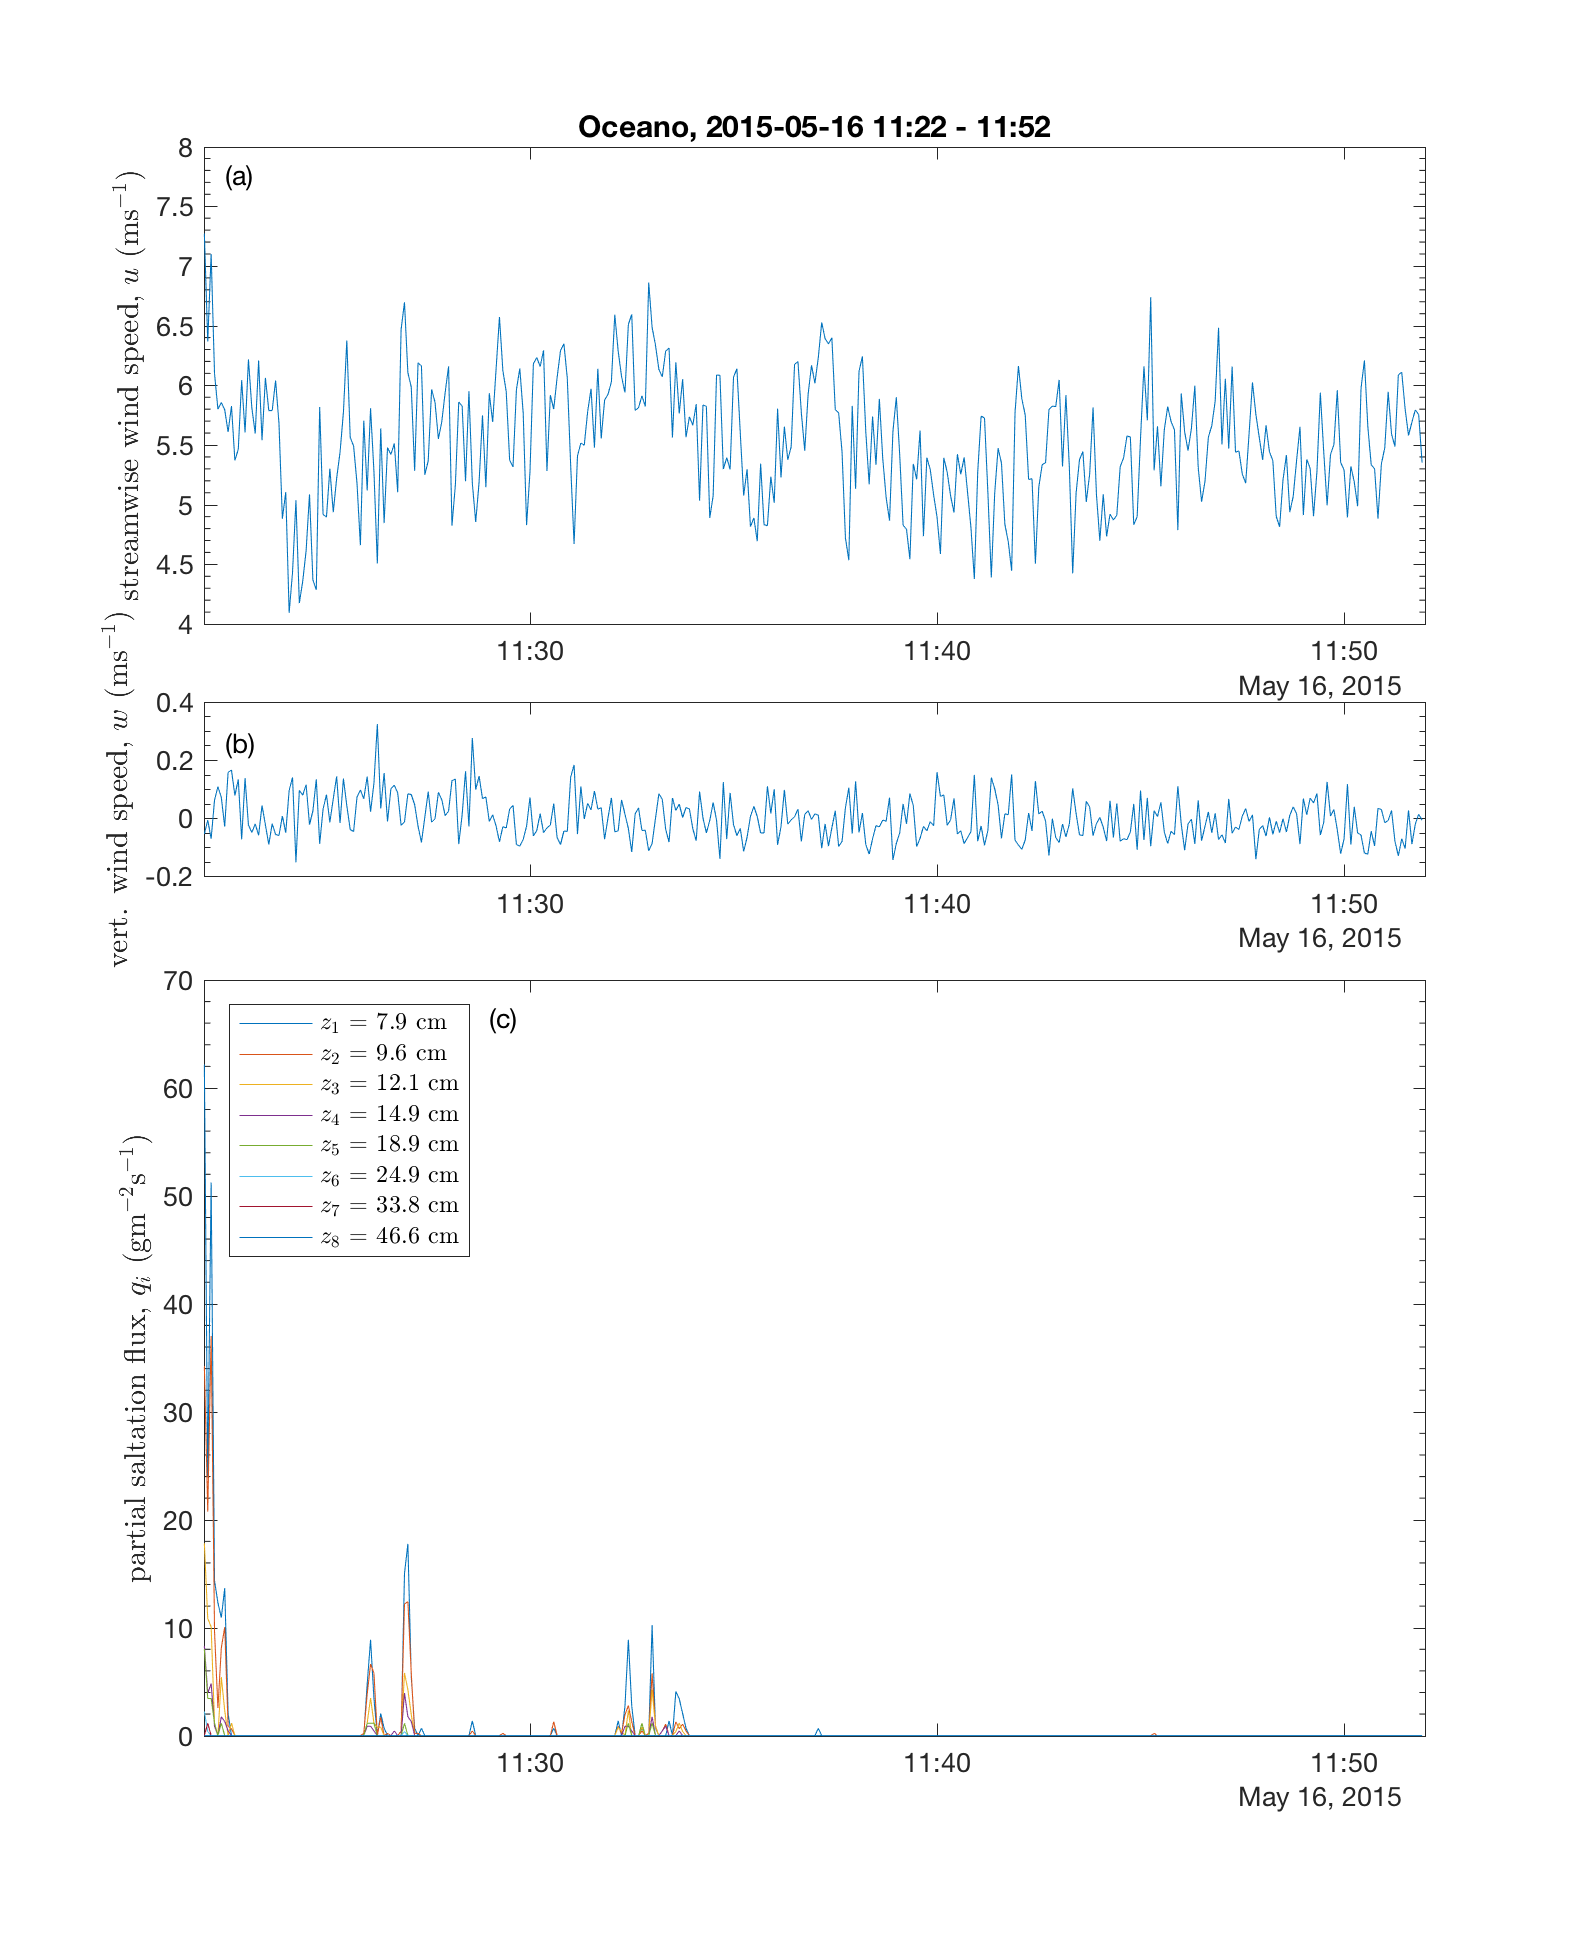 Oceano, 2015-05-16 11:22 - 11:52
(a)
streamwise wind speed, u (ms⁻¹)
8
7.5
7
6.5
6
5.5
5
4.5
4
11:30 11:40 11:50
May 16, 2015
(b)
vert. wind speed, w (ms⁻¹)
0.4
0.2
0
-0.2
11:30 11:40 11:50
May 16, 2015
(c)
partial saltation flux, qᵢ (gm⁻²s⁻¹)
70
60
50
40
30
20
10
0
z₁ = 7.9 cm
z₂ = 9.6 cm
z₃ = 12.1 cm
z₄ = 14.9 cm
z₅ = 18.9 cm
z₆ = 24.9 cm
z₇ = 33.8 cm
z₈ = 46.6 cm
11:30 11:40 11:50
May 16, 2015